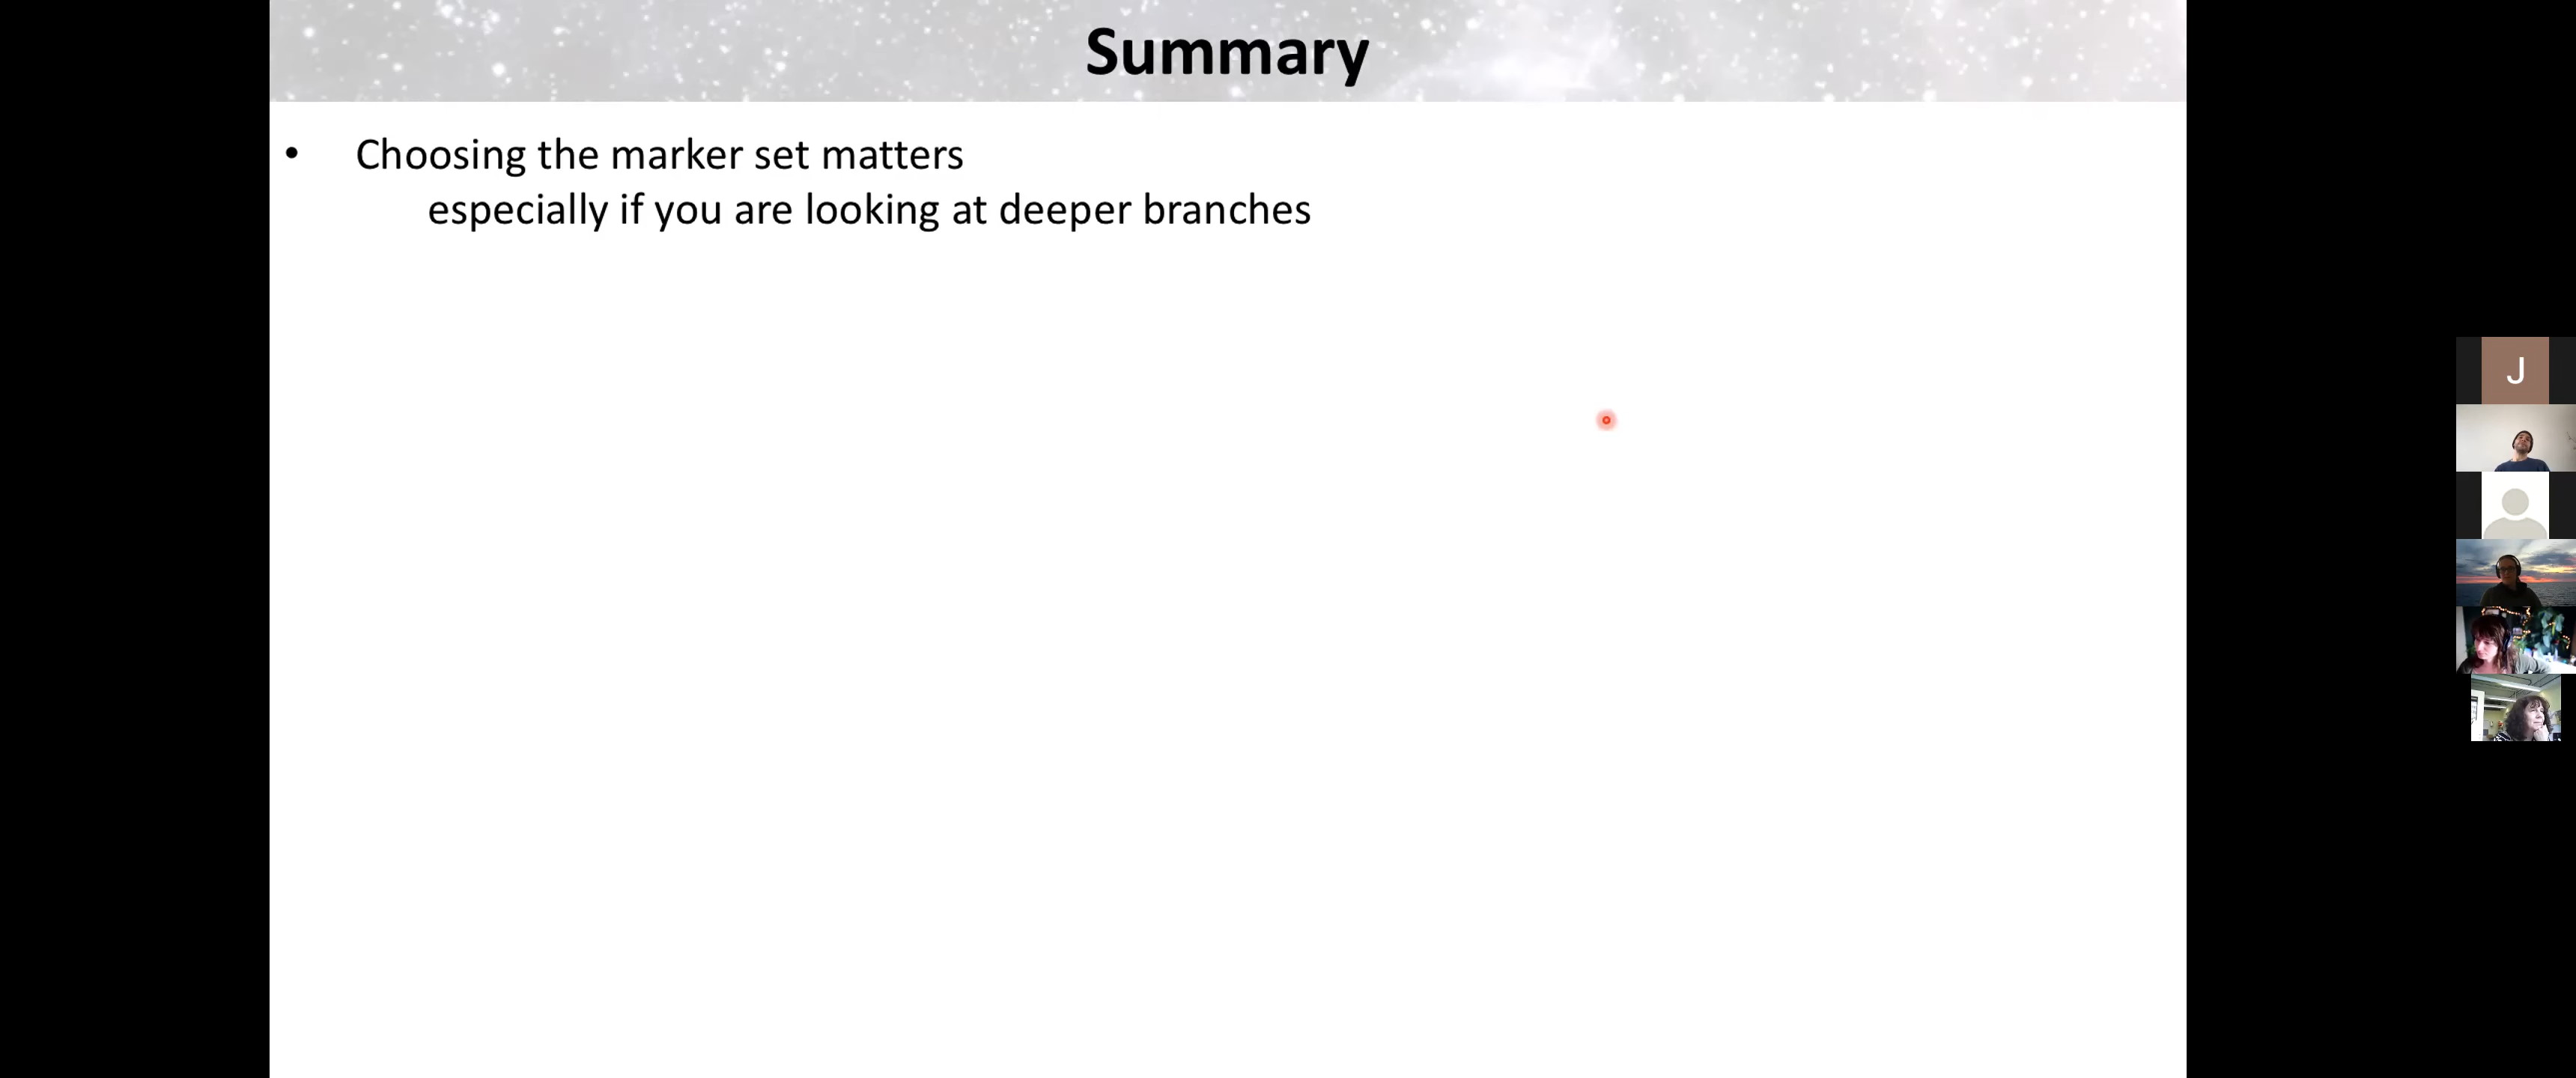 Summary
• Choosing the marker set matters
especially if you are looking at deeper branches
J